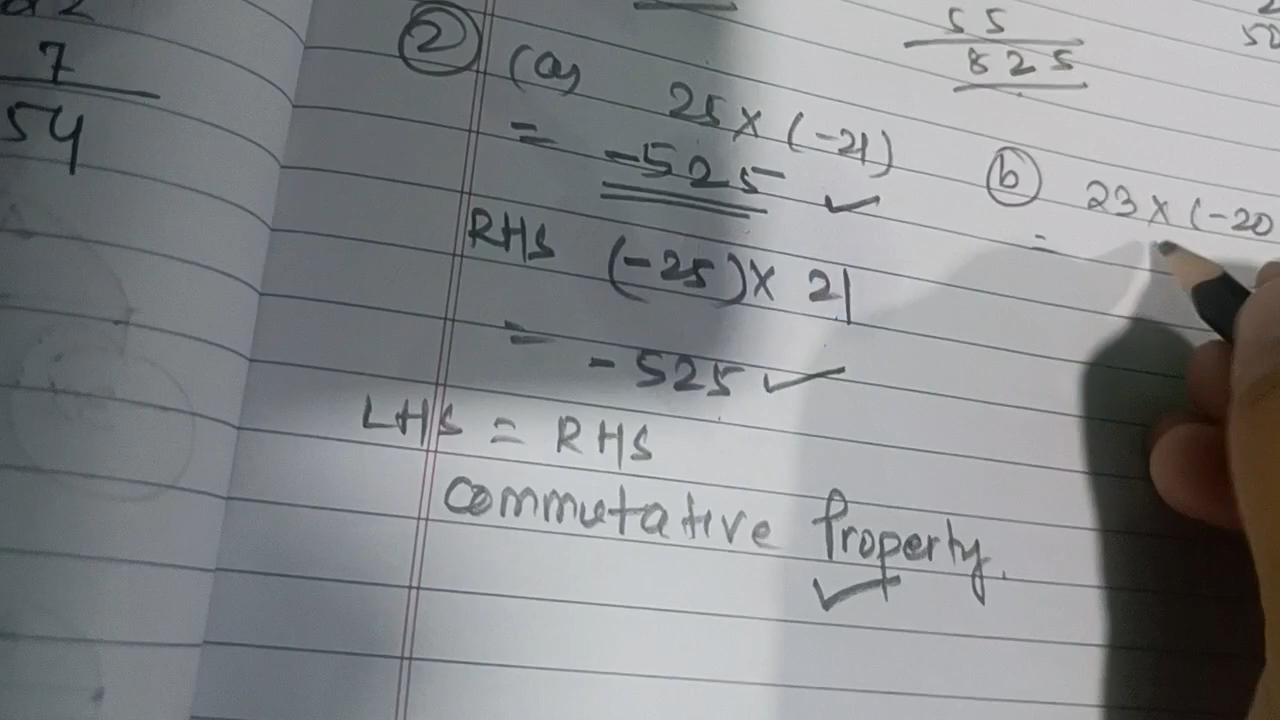 7
54
55
825
② (a) 25 × (-21)
= -525 ✓
RHS (-25) × 21
= -525 ✓
LHS = RHS
Commutative Property.
✓
ⓑ 23 × (-20
=